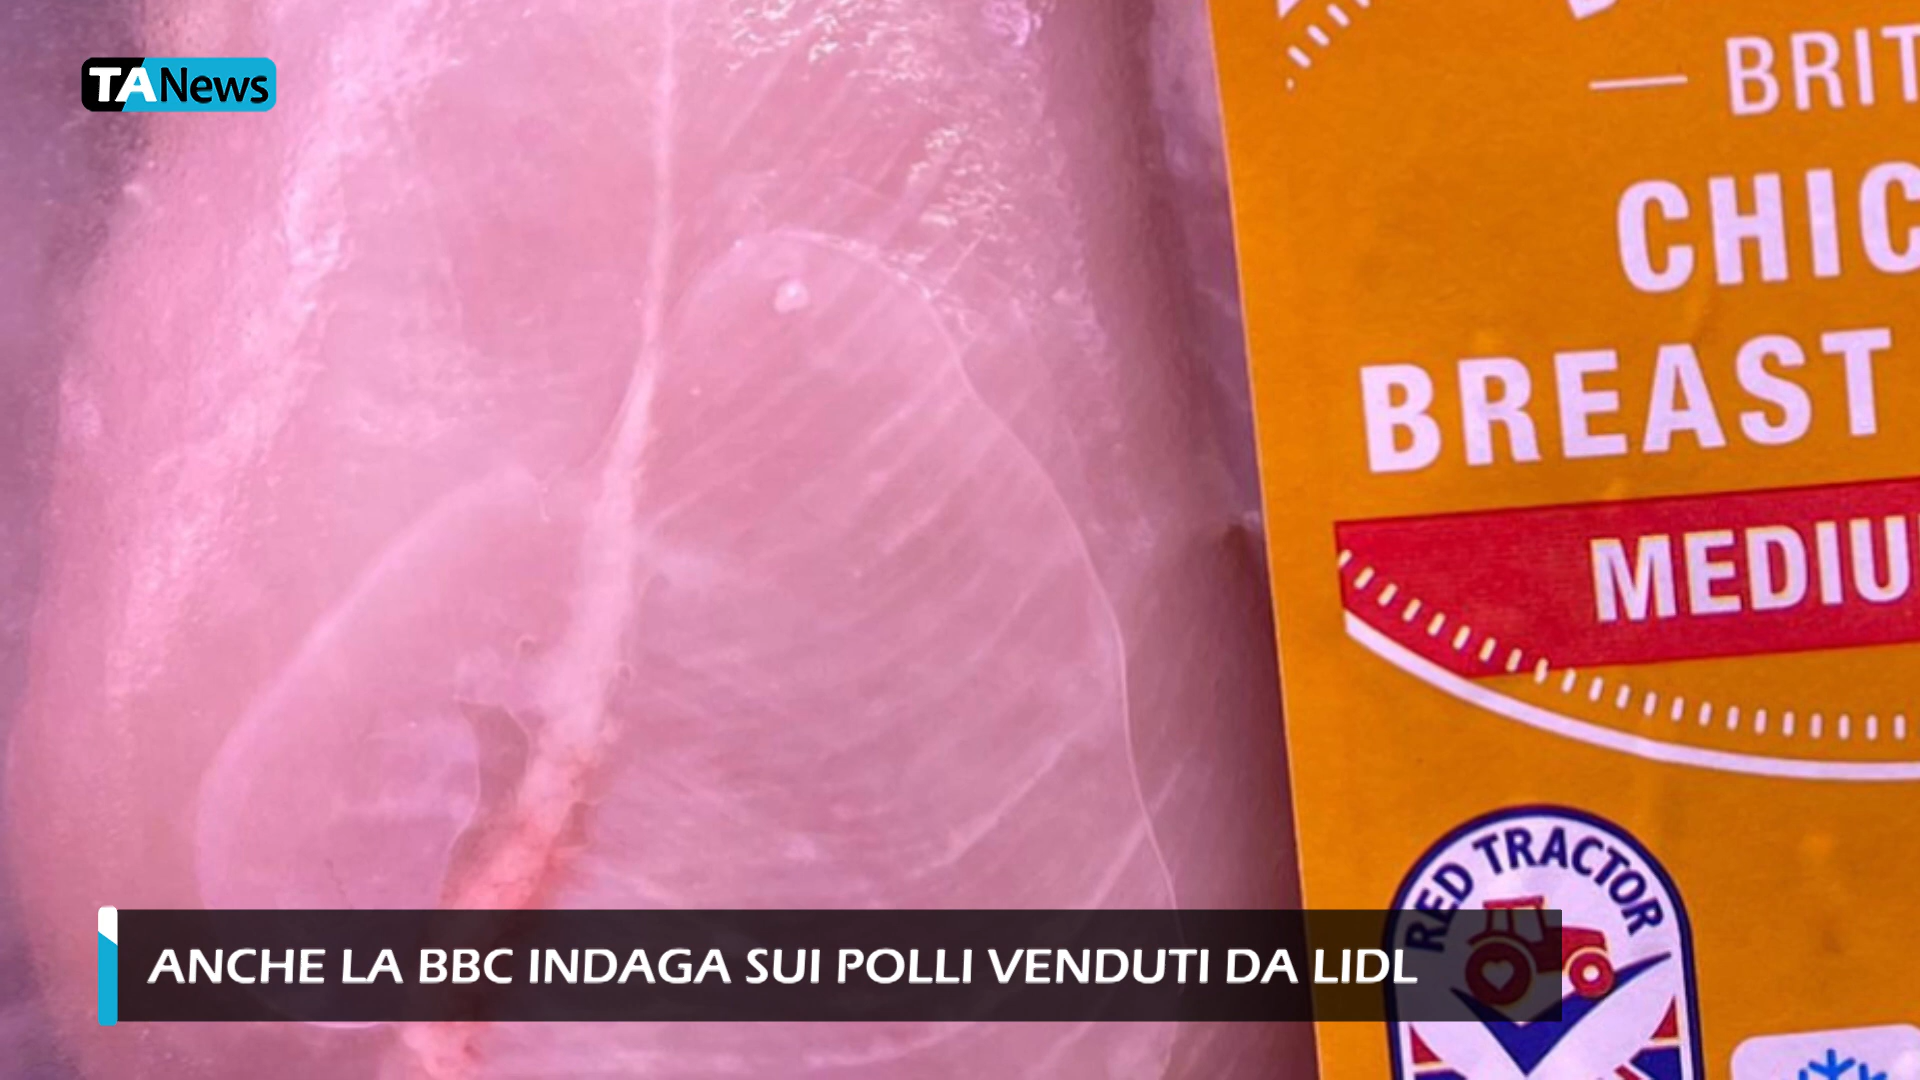 TANews
BRIT
CHIC
BREAST
MEDIU
RED TRACTOR
ANCHE LA BBC INDAGA SUI POLLI VENDUTI DA LIDL